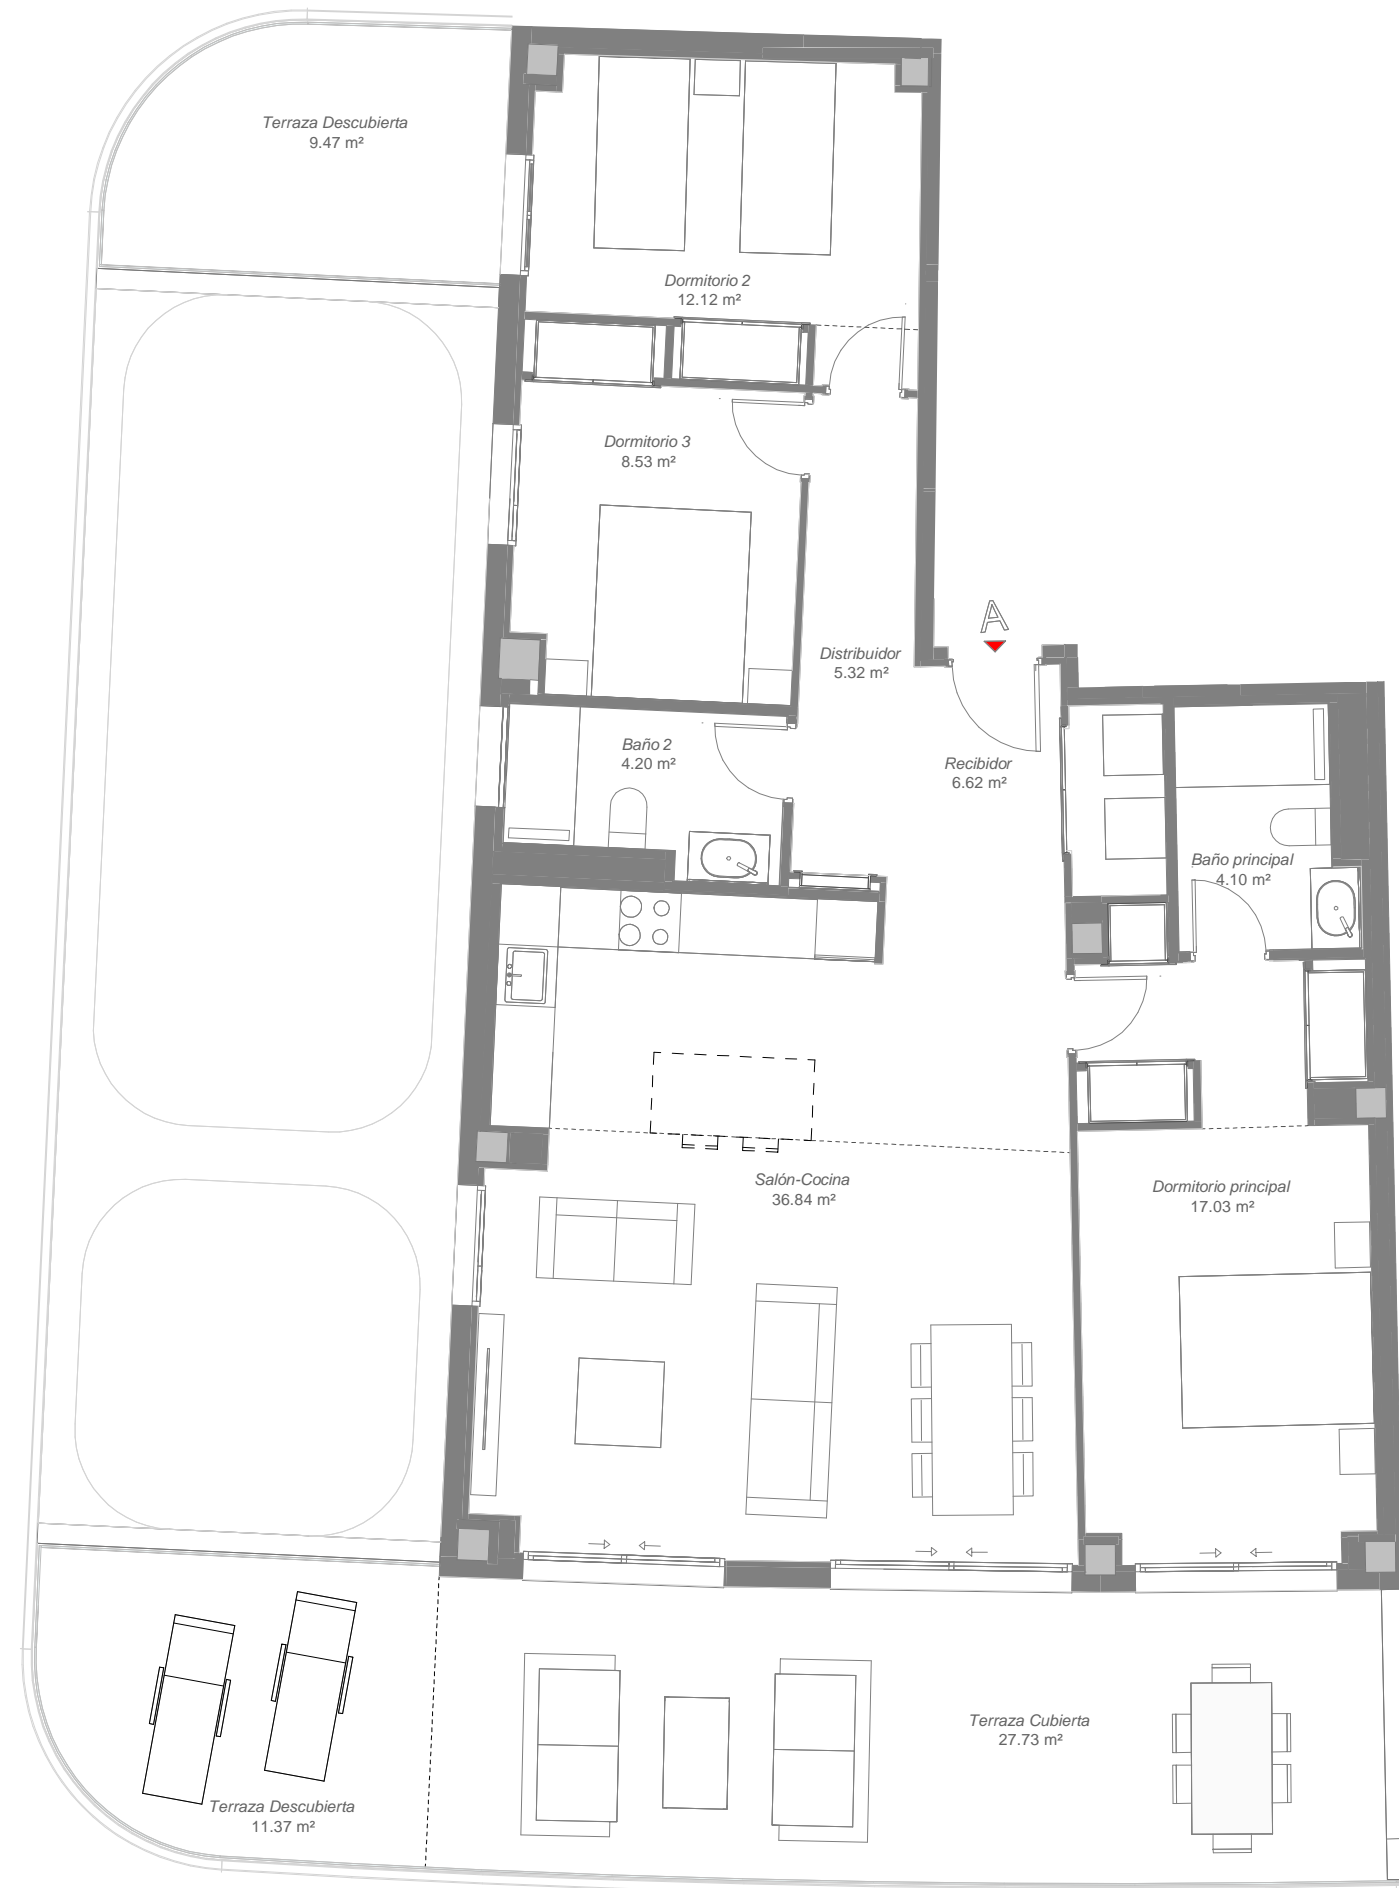 Terraza Descubierta
9.47 m²
Dormitorio 2
12.12 m²
Dormitorio 3
8.53 m²
A
Distribuidor
5.32 m²
Baño 2
4.20 m²
Recibidor
6.62 m²
Baño principal
4.10 m²
Salón-Cocina
36.84 m²
Dormitorio principal
17.03 m²
Terraza Cubierta
27.73 m²
Terraza Descubierta
11.37 m²